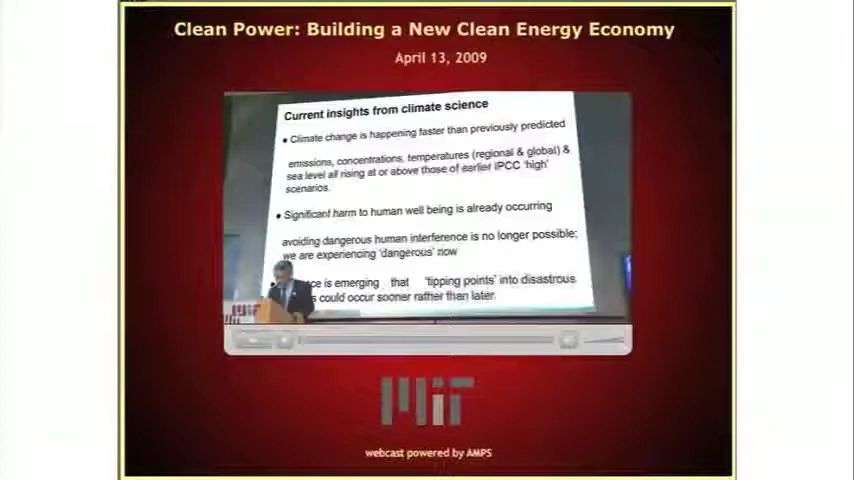 Clean Power: Building a New Clean Energy Economy
April 13, 2009
Current insights from climate science
• Climate change is happening faster than previously predicted
emissions, concentrations, temperatures (regional & global) &
sea level all rising at or above those of earlier IPCC 'high'
scenarios.
• Significant harm to human well being is already occurring
avoiding dangerous human interference is no longer possible;
we are experiencing 'dangerous' now
is emerging that 'tipping points' into disastrous
could occur sooner rather than later.
MIT
MIT
webcast powered by AMPS